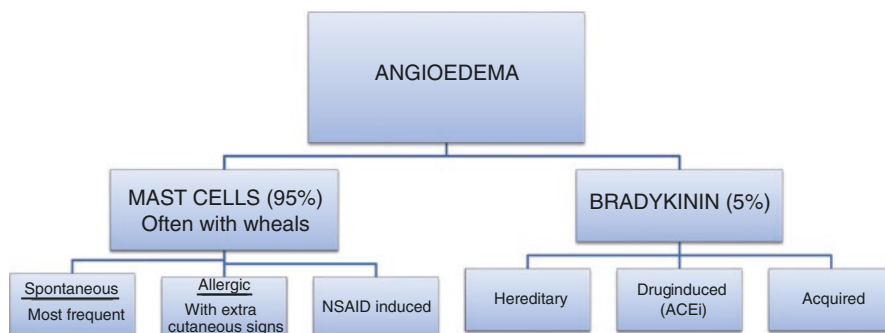 ANGIOEDEMA
MAST CELLS (95%)
Often with wheals
BRADYKININ (5%)
Spontaneous
Most frequent
Allergic
With extra
cutaneous signs
NSAID induced
Hereditary
Druginduced
(ACEi)
Acquired